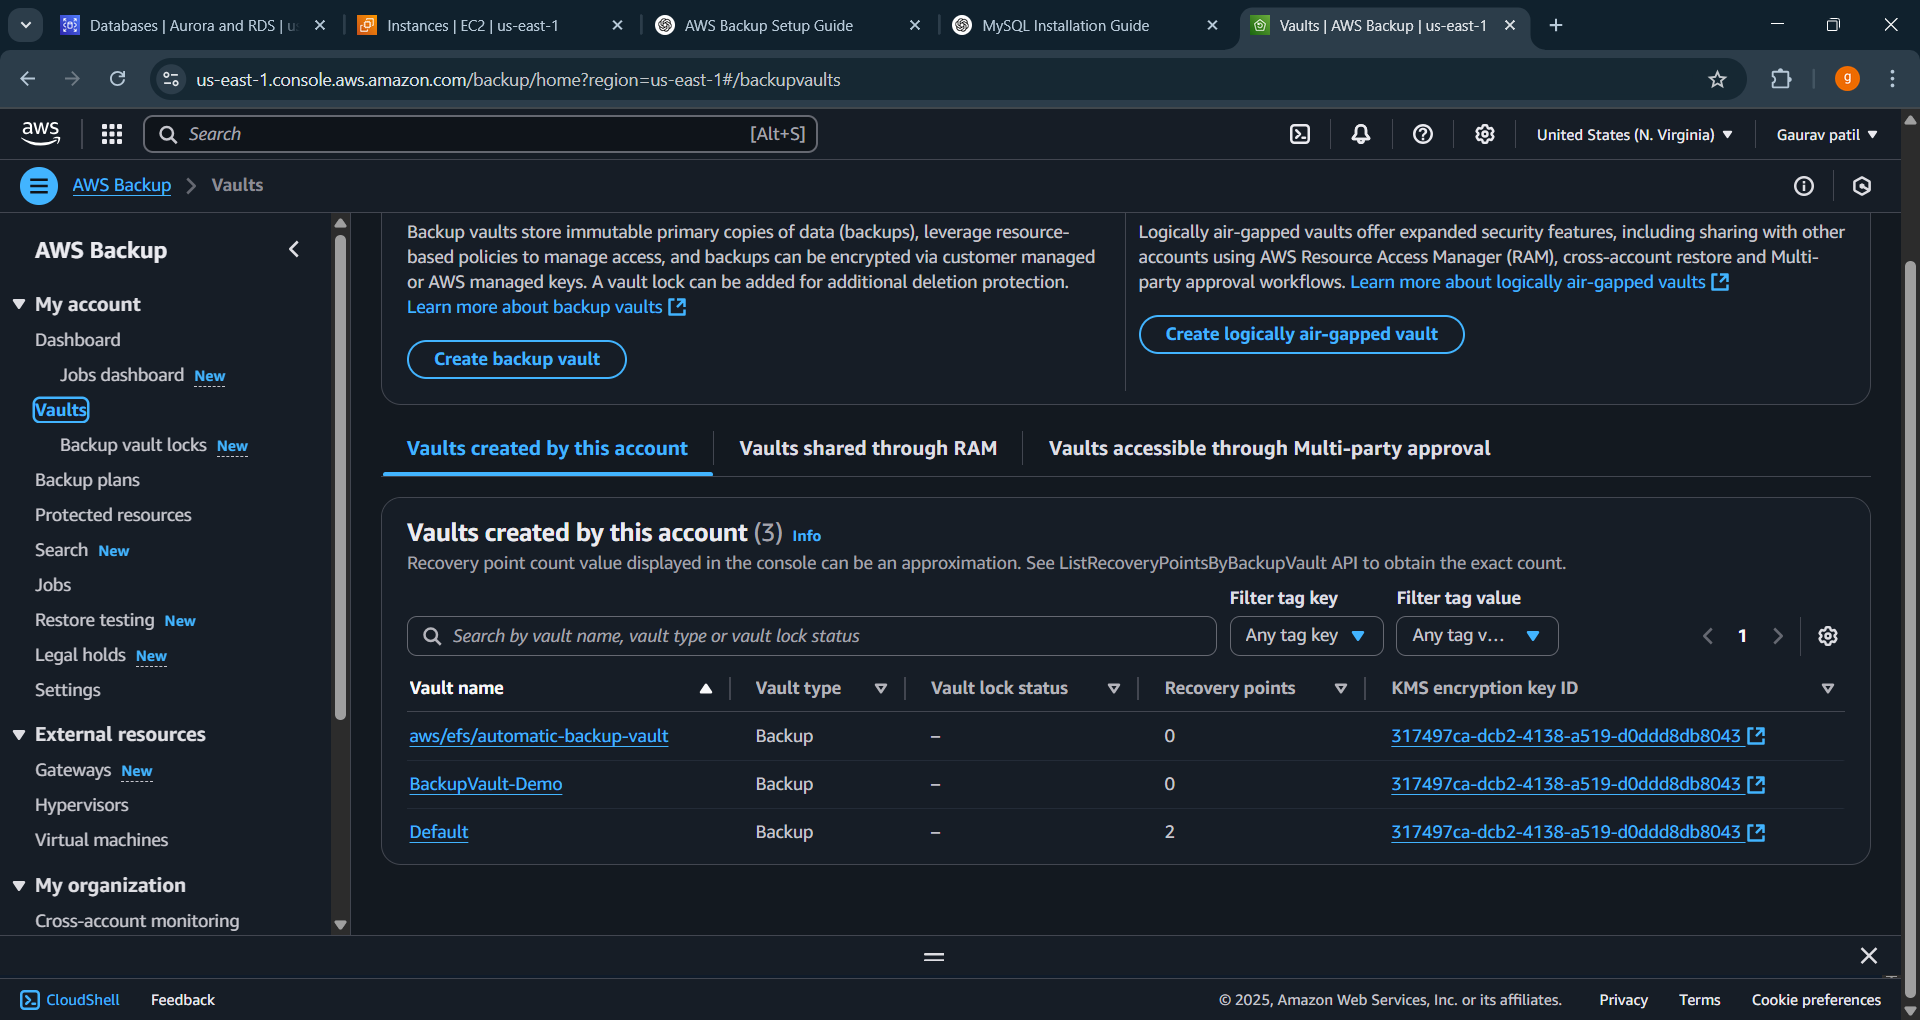 Databases | Aurora and RDS | us
Instances | EC2 | us-east-1
AWS Backup Setup Guide
MySQL Installation Guide
Vaults | AWS Backup | us-east-1
us-east-1.console.aws.amazon.com/backup/home?region=us-east-1#/backupvaults
g
aws
Search
[Alt+S]
United States (N. Virginia)
Gaurav patil
AWS Backup
Vaults
AWS Backup
My account
Dashboard
Jobs dashboard New
Vaults
Backup vault locks New
Backup plans
Protected resources
Search New
Jobs
Restore testing New
Legal holds New
Settings
External resources
Gateways New
Hypervisors
Virtual machines
My organization
Cross-account monitoring
Backup vaults store immutable primary copies of data (backups), leverage resource-
based policies to manage access, and backups can be encrypted via customer managed
or AWS managed keys. A vault lock can be added for additional deletion protection.
Learn more about backup vaults
Create backup vault
Logically air-gapped vaults offer expanded security features, including sharing with other
accounts using AWS Resource Access Manager (RAM), cross-account restore and Multi-
party approval workflows. Learn more about logically air-gapped vaults
Create logically air-gapped vault
Vaults created by this account
Vaults shared through RAM
Vaults accessible through Multi-party approval
Vaults created by this account (3) Info
Recovery point count value displayed in the console can be an approximation. See ListRecoveryPointsByBackupVault API to obtain the exact count.
Filter tag key
Filter tag value
Search by vault name, vault type or vault lock status
Any tag key
Any tag v...
1
Vault name
Vault type
Vault lock status
Recovery points
KMS encryption key ID
aws/efs/automatic-backup-vault
Backup
–
0
317497ca-dcb2-4138-a519-d0ddd8db8043
BackupVault-Demo
Backup
–
0
317497ca-dcb2-4138-a519-d0ddd8db8043
Default
Backup
–
2
317497ca-dcb2-4138-a519-d0ddd8db8043
CloudShell
Feedback
© 2025, Amazon Web Services, Inc. or its affiliates.
Privacy
Terms
Cookie preferences